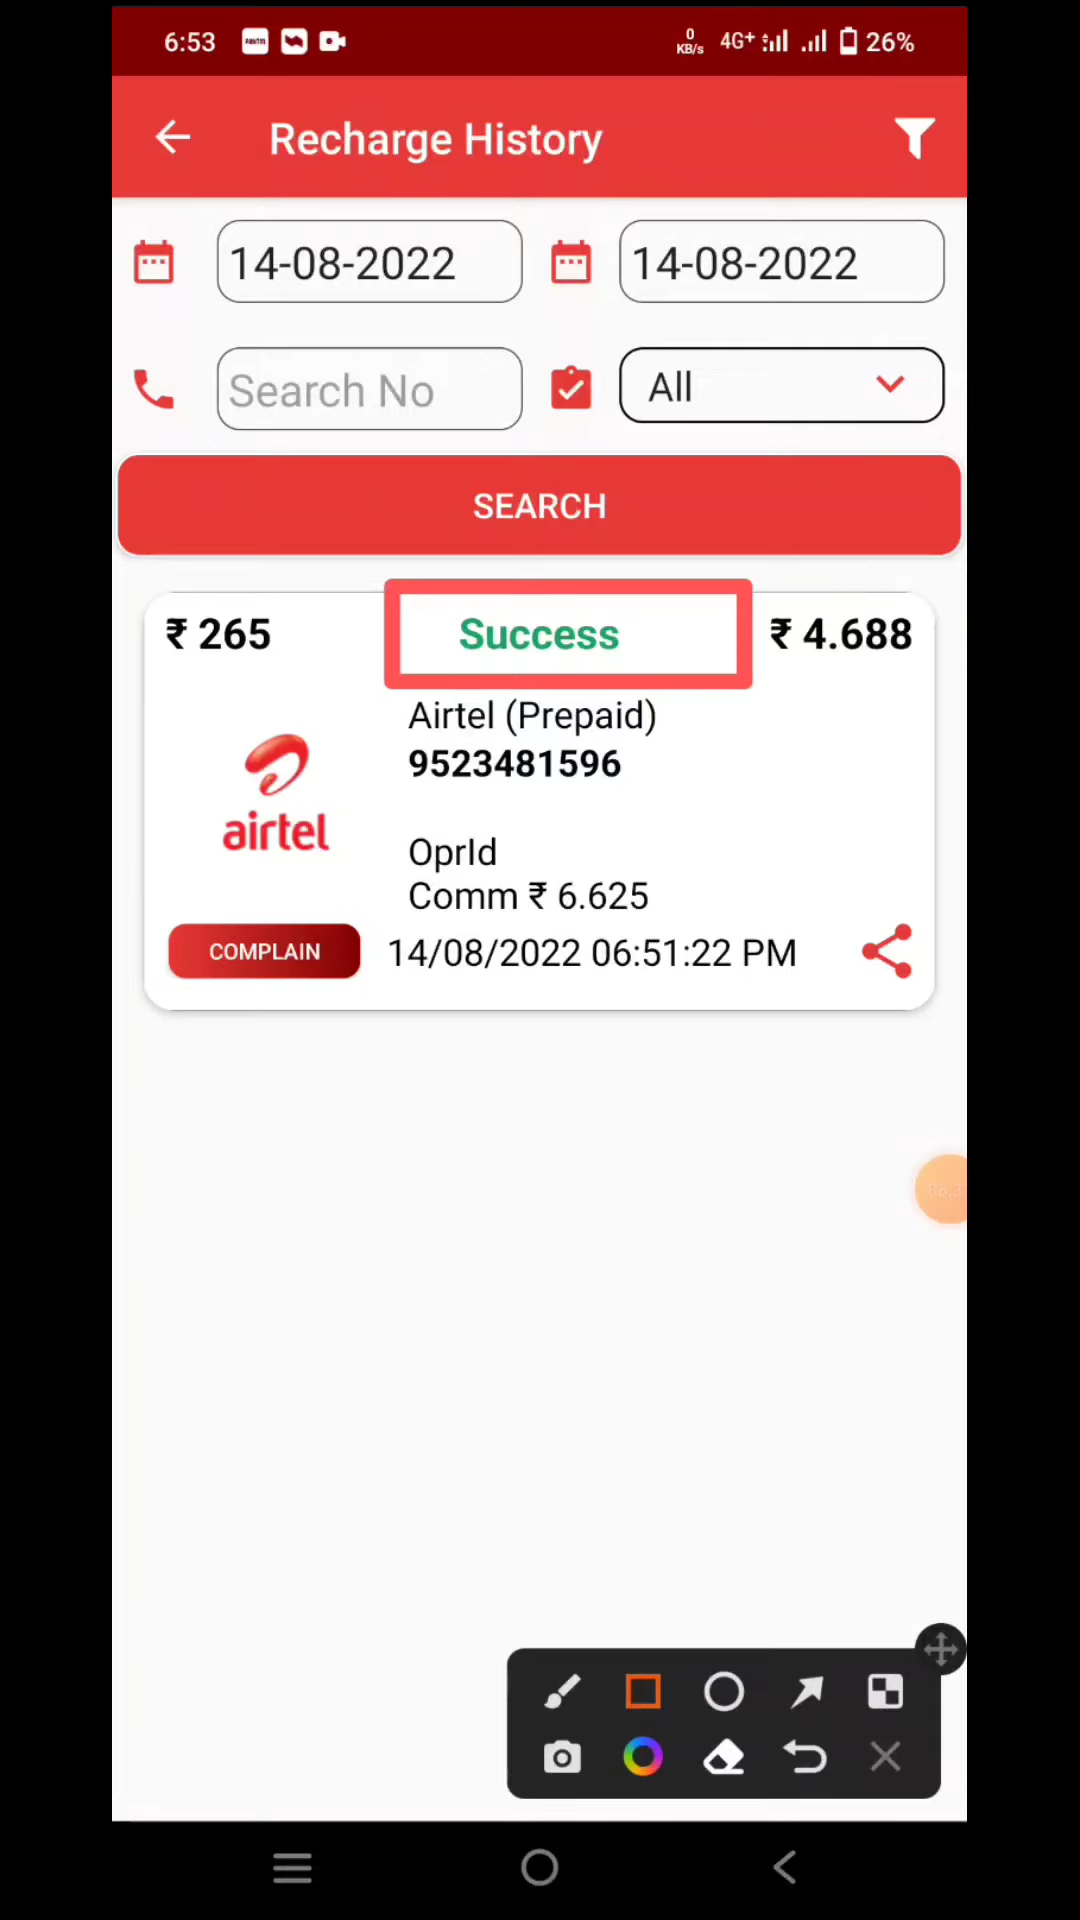 6:53
0
KB/s
4G+
26%
Recharge History
14-08-2022
14-08-2022
Search No
All
SEARCH
₹ 265
Success
₹ 4.688
Airtel (Prepaid)
9523481596
airtel
OprId
Comm ₹ 6.625
COMPLAIN
14/08/2022 06:51:22 PM